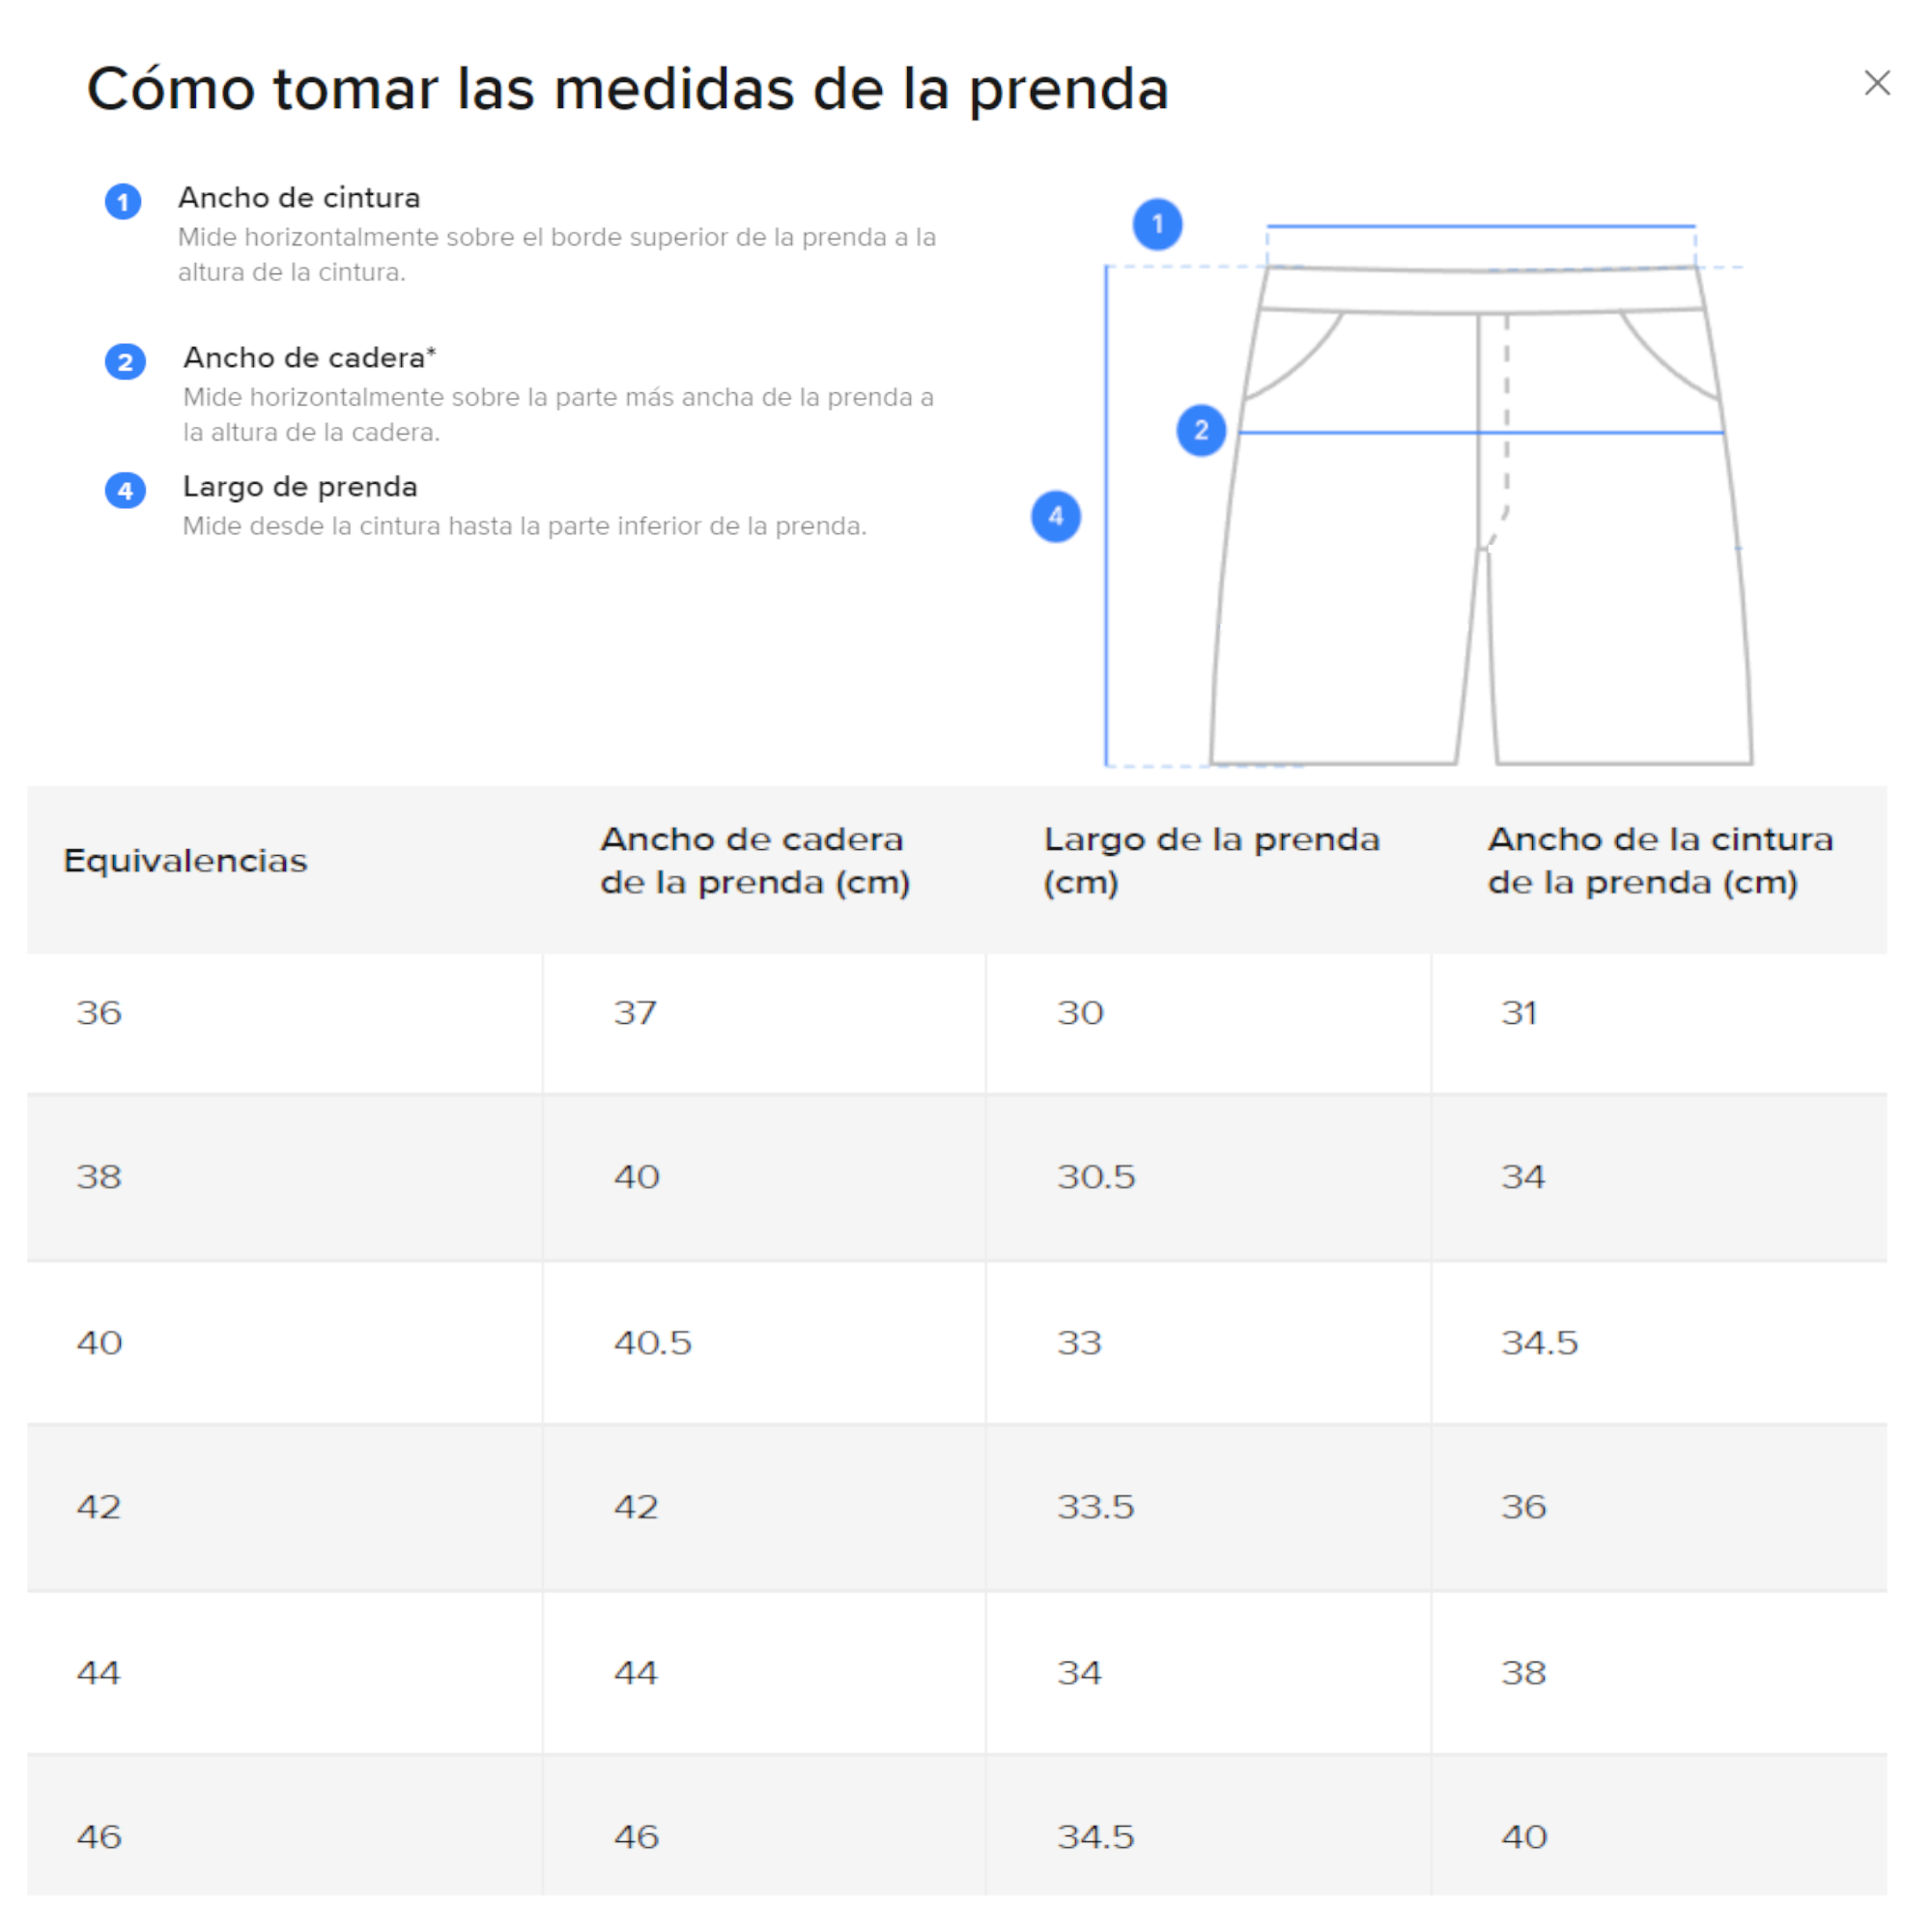 Cómo tomar las medidas de la prenda
1 Ancho de cintura
Mide horizontalmente sobre el borde superior de la prenda a la
altura de la cintura.
2 Ancho de cadera*
Mide horizontalmente sobre la parte más ancha de la prenda a
la altura de la cadera.
4 Largo de prenda
Mide desde la cintura hasta la parte inferior de la prenda.
1
2
4
Equivalencias
Ancho de cadera
de la prenda (cm)
Largo de la prenda
(cm)
Ancho de la cintura
de la prenda (cm)
36 37 30 31
38 40 30.5 34
40 40.5 33 34.5
42 42 33.5 36
44 44 34 38
46 46 34.5 40